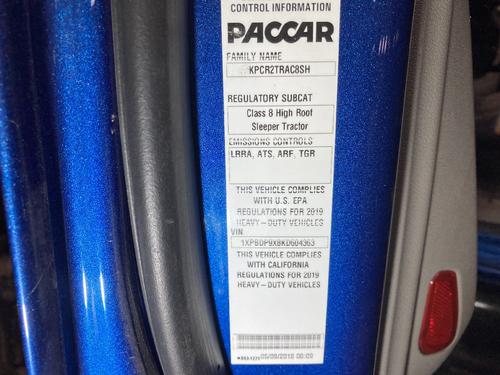 CONTROL INFORMATION
PACCAR
FAMILY NAME
KPCR2TRAC8SH
REGULATORY SUBCAT
Class 8 High Roof
Sleeper Tractor
EMISSIONS CONTROLS
LRRA, ATS, ARF, TGR
THIS VEHICLE COMPLIES
WITH U.S. EPA
REGULATIONS FOR 2019
HEAVY-DUTY VEHICLES
VIN
1XPBDP9X8KD604363
THIS VEHICLE COMPLIES
WITH CALIFORNIA
REGULATIONS FOR 2019
HEAVY-DUTY VEHICLES